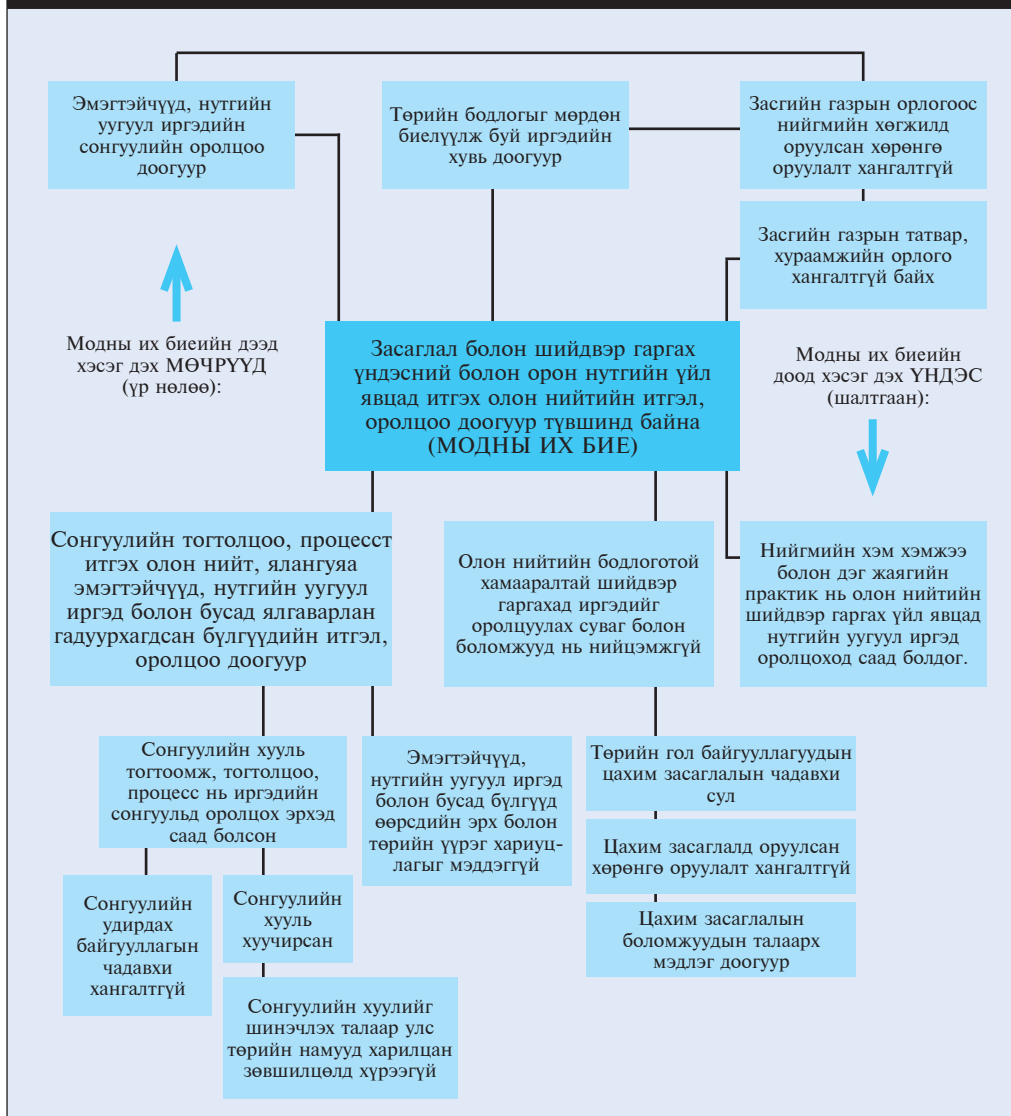 Эмэгтэйчүүд, нутгийн
уугуул иргэдийн
сонгуулийн оролцоо
доогуур
Төрийн бодлогыг мөрдөн
биелүүлж буй иргэдийн
хувь доогуур
Засгийн газрын орлогоос
нийгмийн хөгжилд
оруулсан хөрөнгө
оруулалт хангалтгүй
Засгийн газрын татвар,
хураамжийн орлого
хангалтгүй байх
Модны их биеийн дээд
хэсэг дэх МӨЧРҮҮД
(үр нөлөө):
Засаглал болон шийдвэр гаргах
үндэсний болон орон нутгийн үйл
явцад итгэх олон нийтийн итгэл,
оролцоо доогуур түвшинд байна
(МОДНЫ ИХ БИЕ)
Модны их биеийн
доод хэсэг дэх ҮНДЭС
(шалтгаан):
Сонгуулийн тогтолцоо, процесст
итгэх олон нийт, ялангуяа
эмэгтэйчүүд, нутгийн уугуул
иргэд болон бусад ялгаварлан
гадуурхагдсан бүлгүүдийн итгэл,
оролцоо доогуур
Олон нийтийн бодлоготой
хамааралтай шийдвэр
гаргахад иргэдийг
оролцуулах суваг болон
боломжууд нь нийцэмжгүй
Нийгмийн хэм хэмжээ
болон дэг жаягийн
практик нь олон нийтийн
шийдвэр гаргах үйл явцад
нутгийн уугуул иргэд
оролцоход саад болдог.
Сонгуулийн хууль
тогтоомж, тогтолцоо,
процесс нь иргэдийн
сонгуульд оролцох эрхэд
саад болсон
Эмэгтэйчүүд,
нутгийн уугуул иргэд
болон бусад бүлгүүд
өөрсдийн эрх болон
төрийн үүрэг хариуц-
лагыг мэддэггүй
Төрийн гол байгууллагуудын
цахим засаглалын чадавхи
сул
Цахим засаглалд оруулсан
хөрөнгө оруулалт хангалтгүй
Цахим засаглалын
боломжуудын талаарх
мэдлэг доогуур
Сонгуулийн
удирдах
байгууллагын
чадавхи
хангалтгүй
Сонгуулийн
хууль
хуучирсан
Сонгуулийн хуулийг
шинэчлэх талаар улс
төрийн намууд харилцан
зөвшилцөлд хүрээгүй